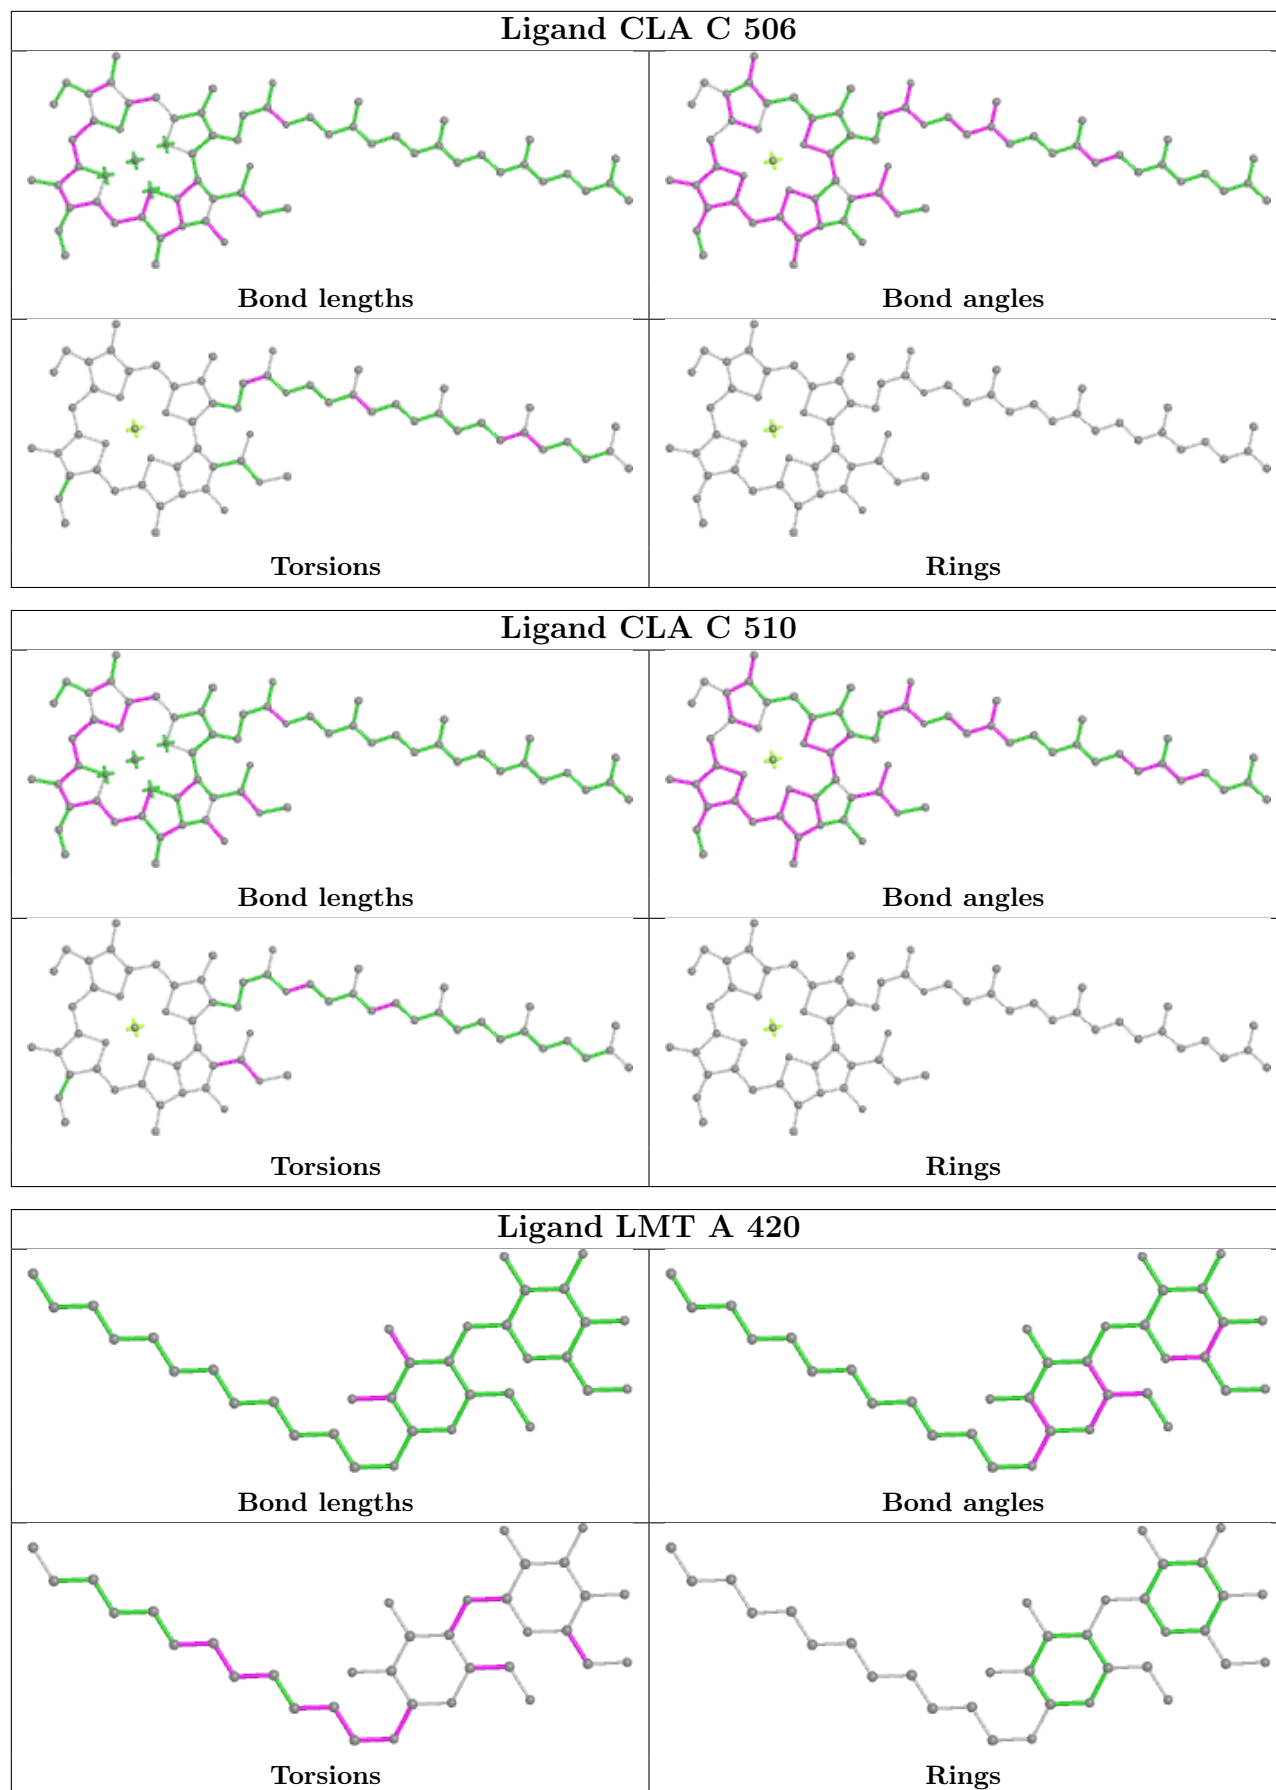 Ligand CLA C 506
Bond lengths
Bond angles
Torsions
Rings
Ligand CLA C 510
Bond lengths
Bond angles
Torsions
Rings
Ligand LMT A 420
Bond lengths
Bond angles
Torsions
Rings